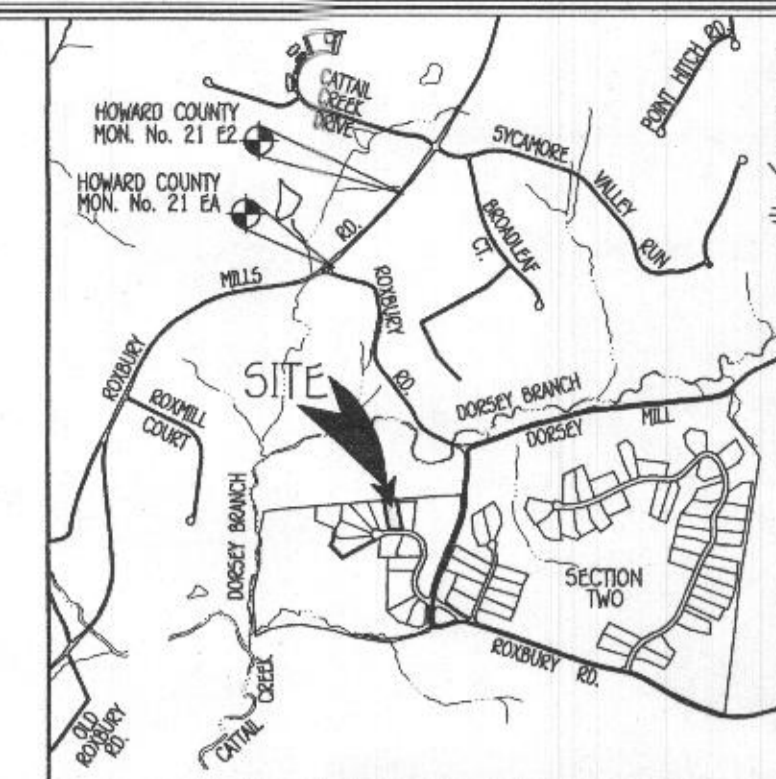 CATTAIL
CREEK
DRIVE
POINT HITCH RD.
HOWARD COUNTY
MON. No. 21 E2
HOWARD COUNTY
MON. No. 21 EA
SYCAMORE
VALLEY
RUN
BROADLEAF
CT.
RD.
MILLS
ROXBURY
ROXBURY
RD.
ROXMILL
COURT
SITE
DORSEY BRANCH
DORSEY
MILL
DORSEY BRANCH
SECTION
TWO
ROXBURY RD.
OLD
ROXBURY
RD.
CATTAIL
CREEK